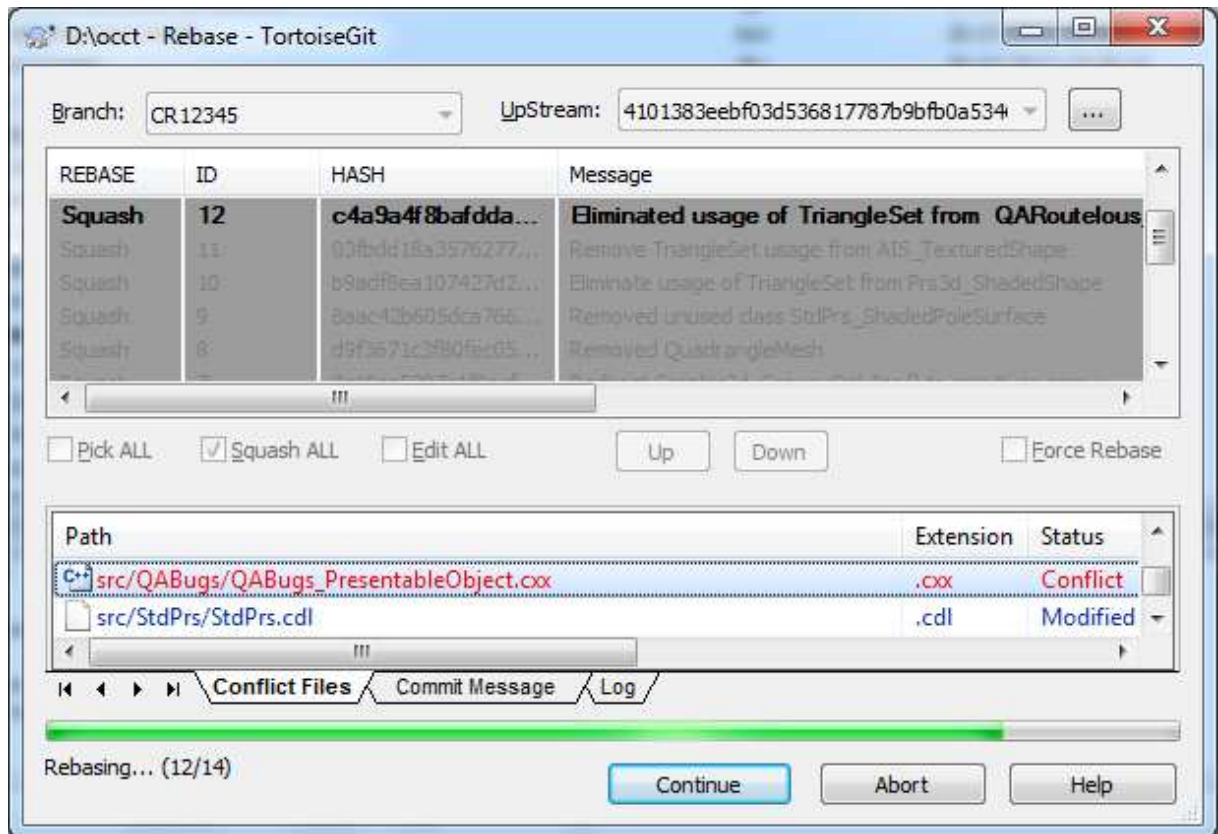 D:\occt - Rebase - TortoiseGit
Branch: CR12345 UpStream: 4101383eebf03d536817787b9bfb0a534 ...
REBASE ID HASH Message
Squash 12 c4a9a4f8bafdda... Eliminated usage of TriangleSet from QARoutelous
Squash 11 03fbdd18a3576277... Remove TriangleSet usage from AIS_TexturedShape
Squash 10 b9adf8ea107427d2... Eliminate usage of TriangleSet from Prs3d_ShadedShape
Squash 9 8aac42b605dca766... Removed unused class StdPrs_ShadedPoleSurface
Squash 8 d9f3671c3f80fec05... Removed QuadrangleMesh
Pick ALL Squash ALL Edit ALL Up Down Force Rebase
Path Extension Status
src/QABugs/QABugs_PresentableObject.cxx .cxx Conflict
src/StdPrs/StdPrs.cdl .cdl Modified
Conflict Files Commit Message Log
Rebasing... (12/14)
Continue Abort Help